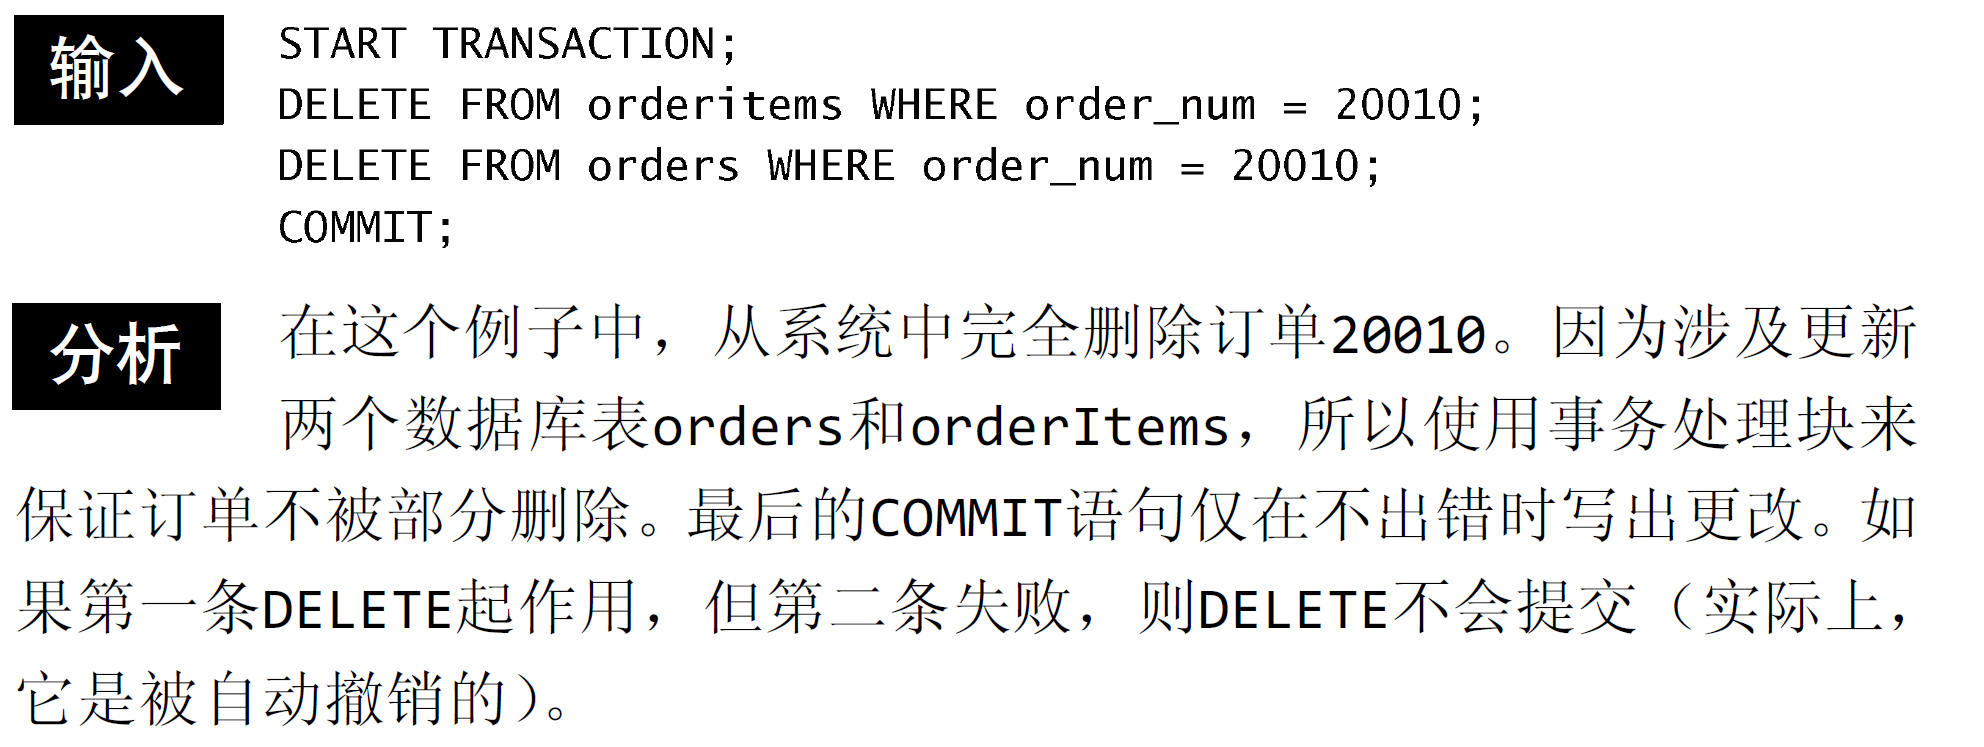 输入
START TRANSACTION;
DELETE FROM orderitems WHERE order_num = 20010;
DELETE FROM orders WHERE order_num = 20010;
COMMIT;
分析
在这个例子中，从系统中完全删除订单20010。因为涉及更新
两个数据库表orders和orderItems，所以使用事务处理块来
保证订单不被部分删除。最后的COMMIT语句仅在不出错时写出更改。如
果第一条DELETE起作用，但第二条失败，则DELETE不会提交（实际上，
它是被自动撤销的）。